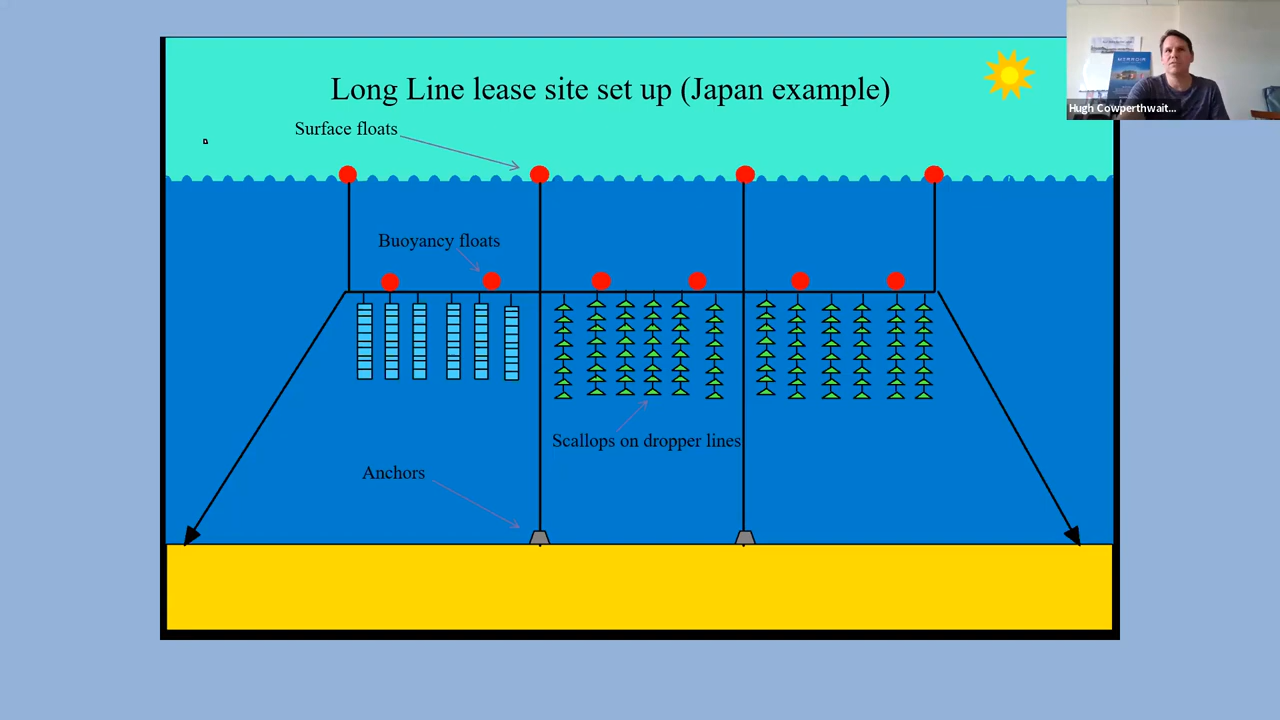 Long Line lease site set up (Japan example)
Surface floats
Buoyancy floats
Scallops on dropper lines
Anchors
Hugh Cowperthwait...